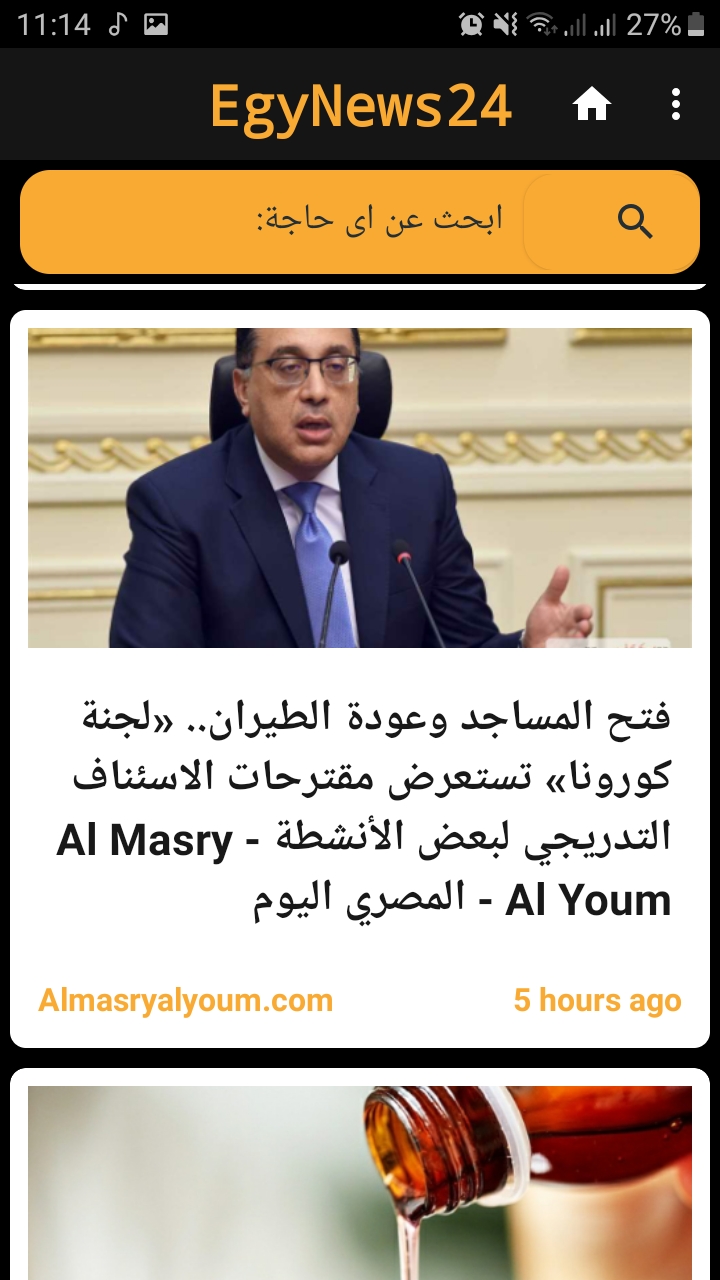 11:14
27%
EgyNews24
ابحث عن اى حاجة:
فتح المساجد وعودة الطيران.. «لجنة
كورونا» تستعرض مقترحات الاسئناف
التدريجي لبعض الأنشطة - Al Masry
Al Youm - المصري اليوم
Almasryalyoum.com
5 hours ago